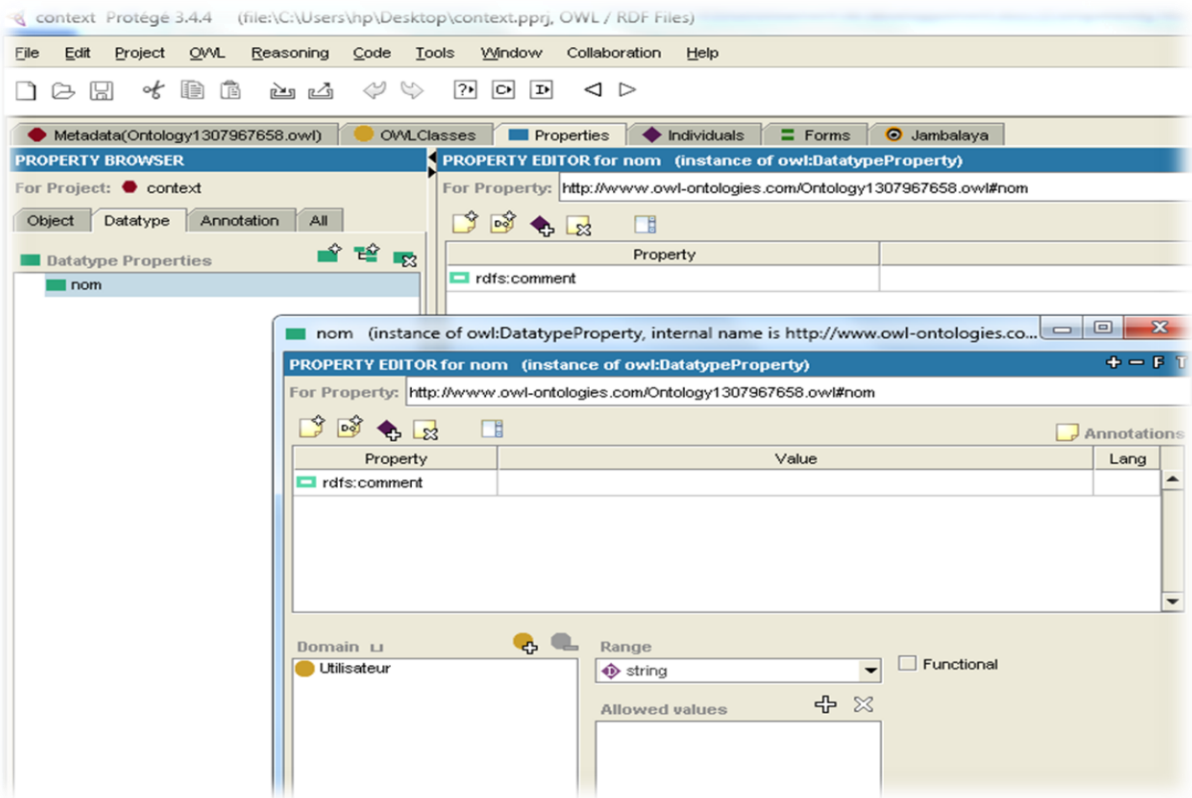 context Protégé 3.4.4 (file:\C:\Users\hp\Desktop\context.pprj, OWL / RDF Files)
File Edit Project OWL Reasoning Code Tools Window Collaboration Help
Metadata(Ontology1307967658.owl) OWLClasses Properties Individuals Forms Jambalaya
PROPERTY BROWSER
For Project: context
Object Datatype Annotation All
Datatype Properties
nom
PROPERTY EDITOR for nom (instance of owl:DatatypeProperty)
For Property: http://www.owl-ontologies.com/Ontology1307967658.owl#nom
Property
rdfs:comment
nom (instance of owl:DatatypeProperty, internal name is http://www.owl-ontologies.co...
PROPERTY EDITOR for nom (instance of owl:DatatypeProperty) F T
For Property: http://www.owl-ontologies.com/Ontology1307967658.owl#nom
Annotations
Property Value Lang
rdfs:comment
Domain
Utilisateur
Range
string
Functional
Allowed values